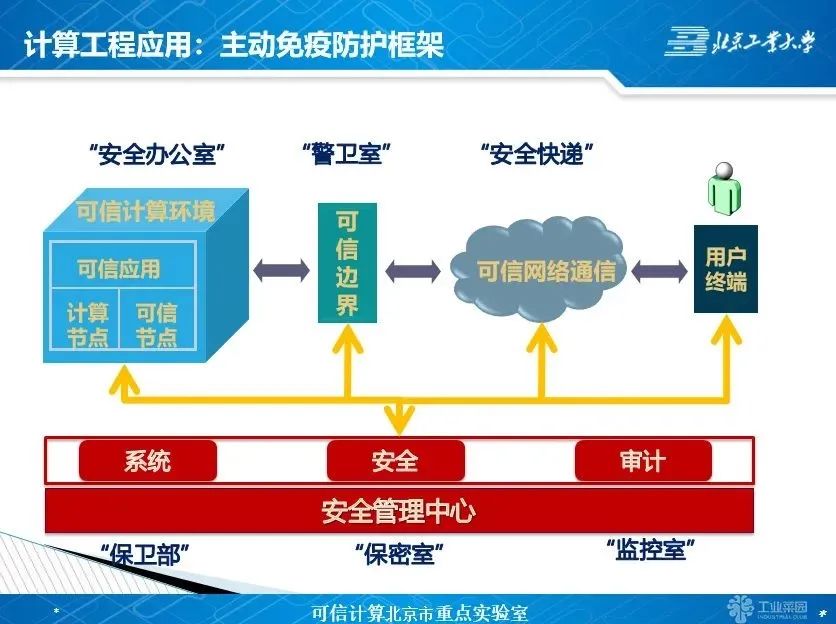 计算工程应用：主动免疫防护框架
北京工业大学
“安全办公室”
“警卫室”
“安全快递”
可信计算环境
可信应用
计算
节点
可信
节点
可
信
边
界
可信网络通信
用户
终端
系统
安全
审计
安全管理中心
“保卫部”
“保密室”
“监控室”
*
可信计算北京市重点实验室
工业菜园
INDUSTRIAL CLUB
*